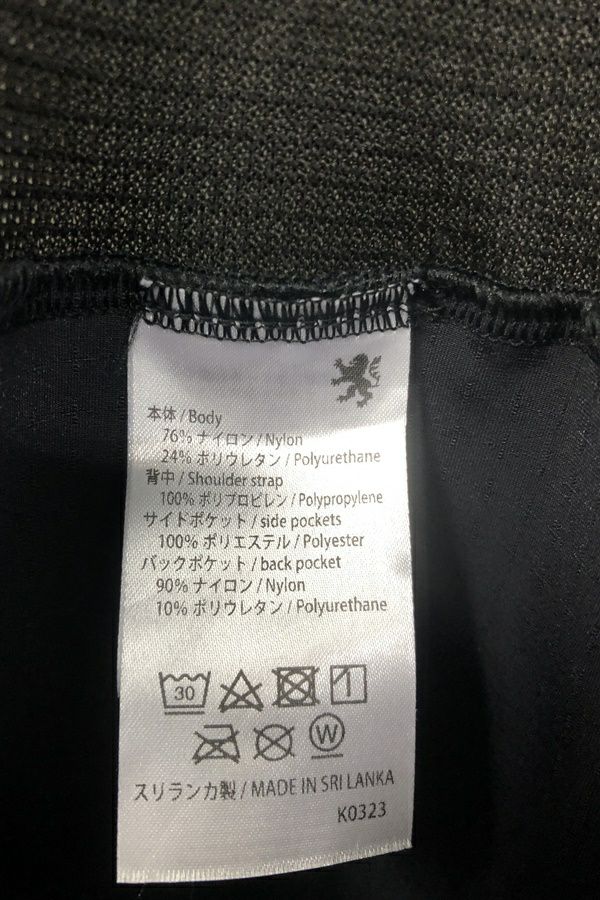 本体 / Body
76% ナイロン / Nylon
24% ポリウレタン / Polyurethane
背中 / Shoulder strap
100% ポリプロピレン / Polypropylene
サイドポケット / side pockets
100% ポリエステル / Polyester
バックポケット / back pocket
90% ナイロン / Nylon
10% ポリウレタン / Polyurethane
30
W
スリランカ製 / MADE IN SRI LANKA
K0323